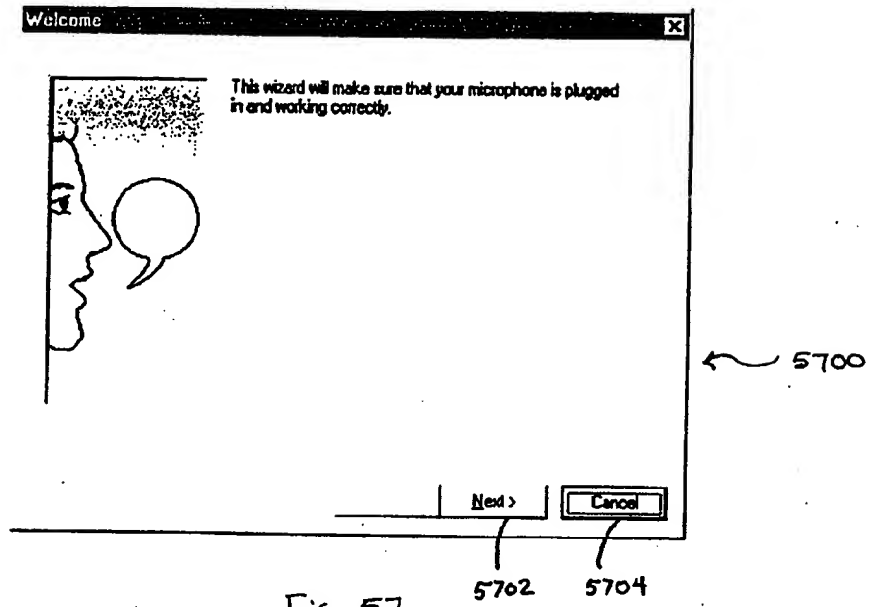 Welcome
This wizard will make sure that your microphone is plugged
in and working correctly.
5700
Next >
Cancel
5702
5704
Fig. 57